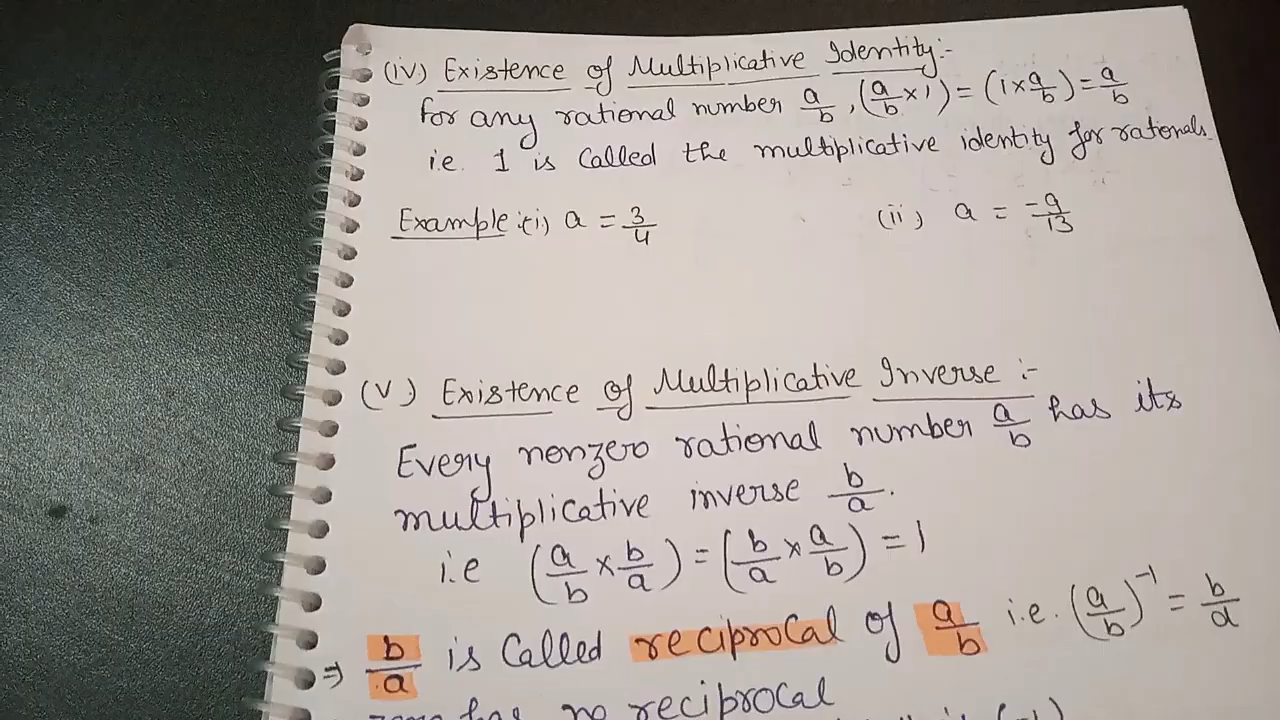 (iv) Existence of Multiplicative Identity:-
for any rational number a/b, (a/b × 1) = (1 × a/b) = a/b
i.e. 1 is called the multiplicative identity for rationals.
Example:(i) a = 3/4 (ii) a = -9/13
(v) Existence of Multiplicative Inverse :-
Every nonzero rational number a/b has its
multiplicative inverse b/a.
i.e (a/b × b/a) = (b/a × a/b) = 1
⇒ b/a is called reciprocal of a/b i.e. (a/b)⁻¹ = b/a
has no reciprocal
(-1)